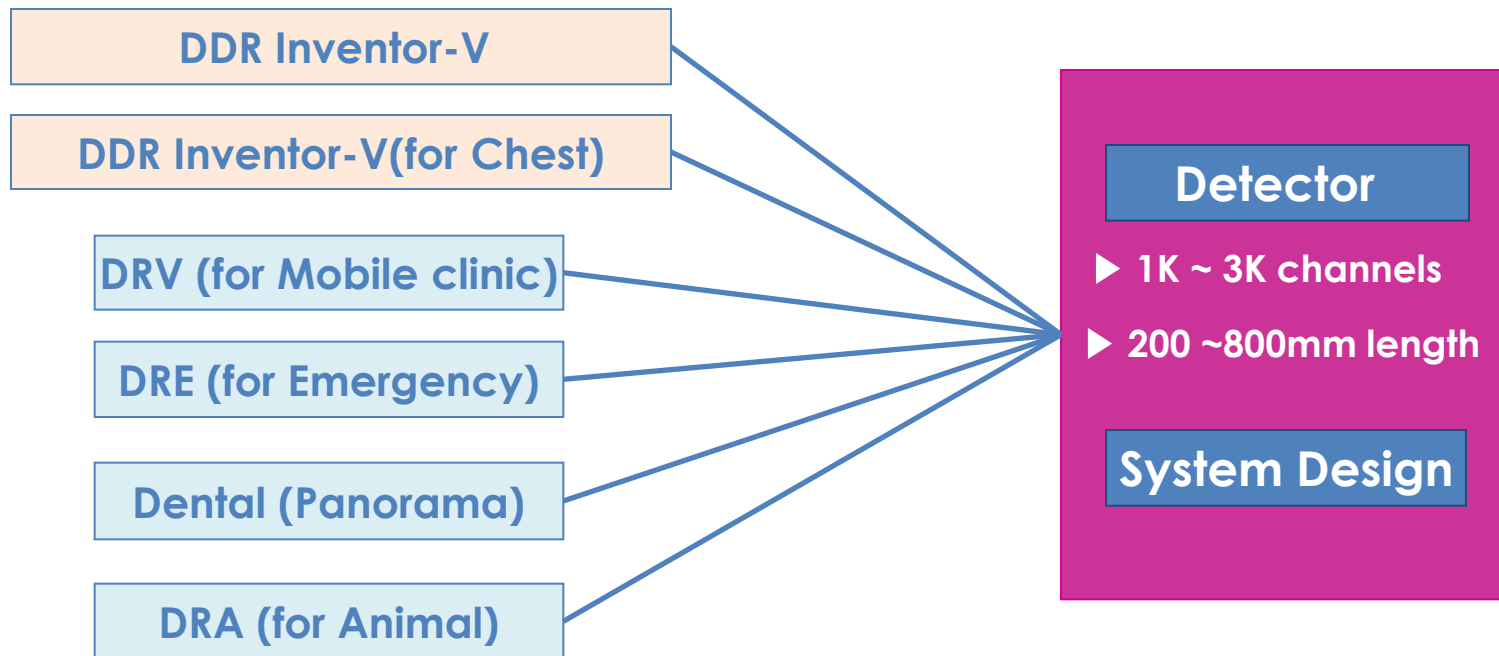 DDR Inventor-V
DDR Inventor-V(for Chest)
DRV (for Mobile clinic)
DRE (for Emergency)
Dental (Panorama)
DRA (for Animal)
Detector
1K ~ 3K channels
200 ~800mm length
System Design